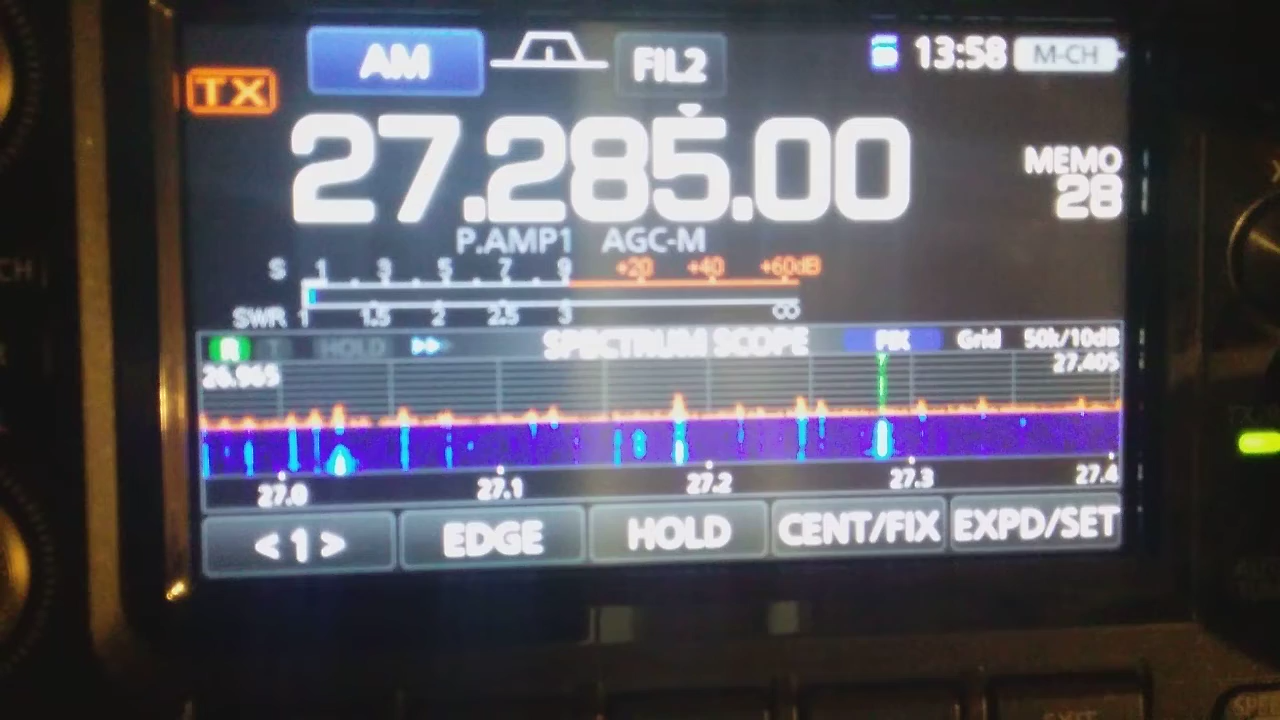 AM FIL2 13:58 M-CH
TX
27.285.00
MEMO
28
P.AMP1 AGC-M
S 1 3 5 7 9 +20 +40 +60dB
SWR 1 1.5 2 2.5 3 ∞
R T HOLD SPECTRUM SCOPE FIX Grid 50k/10dB
26.965 27.405
27.0 27.1 27.2 27.3 27.4
<1> EDGE HOLD CENT/FIX EXPD/SET